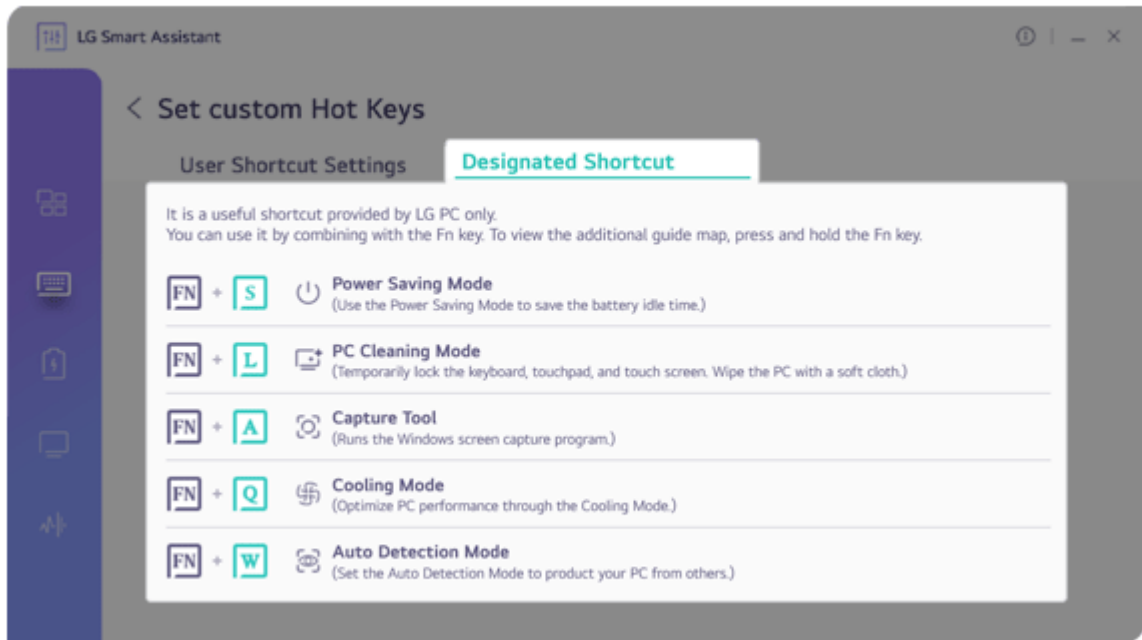 LG Smart Assistant
Set custom Hot Keys
User Shortcut Settings
Designated Shortcut
It is a useful shortcut provided by LG PC only.
You can use it by combining with the Fn key. To view the additional guide map, press and hold the Fn key.
FN + S Power Saving Mode
(Use the Power Saving Mode to save the battery idle time.)
FN + L PC Cleaning Mode
(Temporarily lock the keyboard, touchpad, and touch screen. Wipe the PC with a soft cloth.)
FN + A Capture Tool
(Runs the Windows screen capture program.)
FN + Q Cooling Mode
(Optimize PC performance through the Cooling Mode.)
FN + W Auto Detection Mode
(Set the Auto Detection Mode to product your PC from others.)